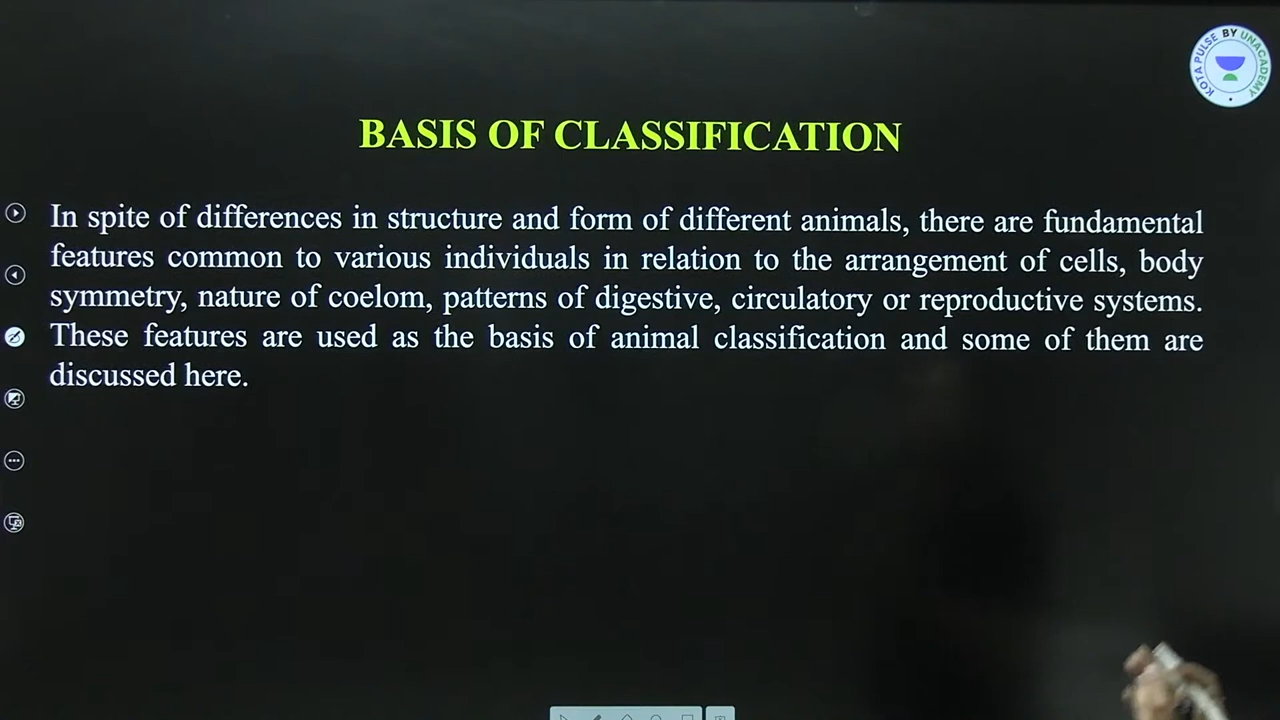 KOTA PULSE BY UNACADEMY
BASIS OF CLASSIFICATION
In spite of differences in structure and form of different animals, there are fundamental
features common to various individuals in relation to the arrangement of cells, body
symmetry, nature of coelom, patterns of digestive, circulatory or reproductive systems.
These features are used as the basis of animal classification and some of them are
discussed here.